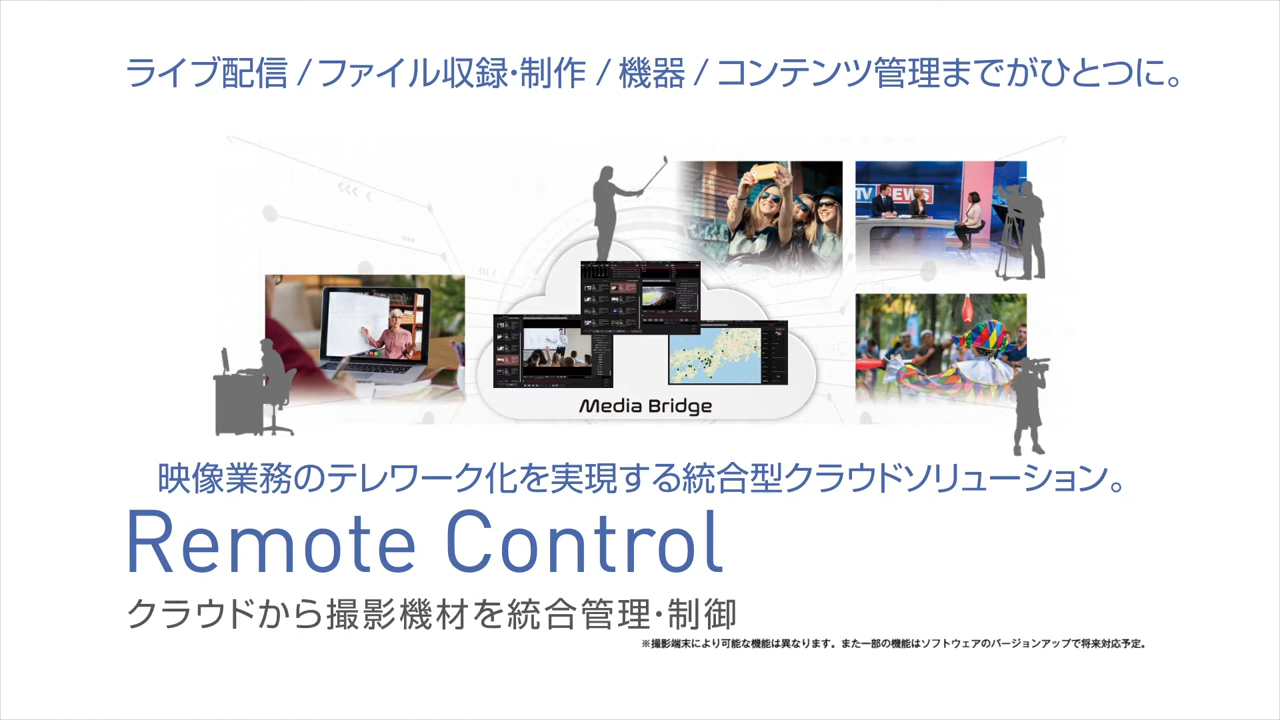 ライブ配信 / ファイル収録・制作 / 機器 / コンテンツ管理までがひとつに。
NEWS
Media Bridge
映像業務のテレワーク化を実現する統合型クラウドソリューション。
Remote Control
クラウドから撮影機材を統合管理・制御
※撮影端末により可能な機能は異なります。また一部の機能はソフトウェアのバージョンアップで将来対応予定。